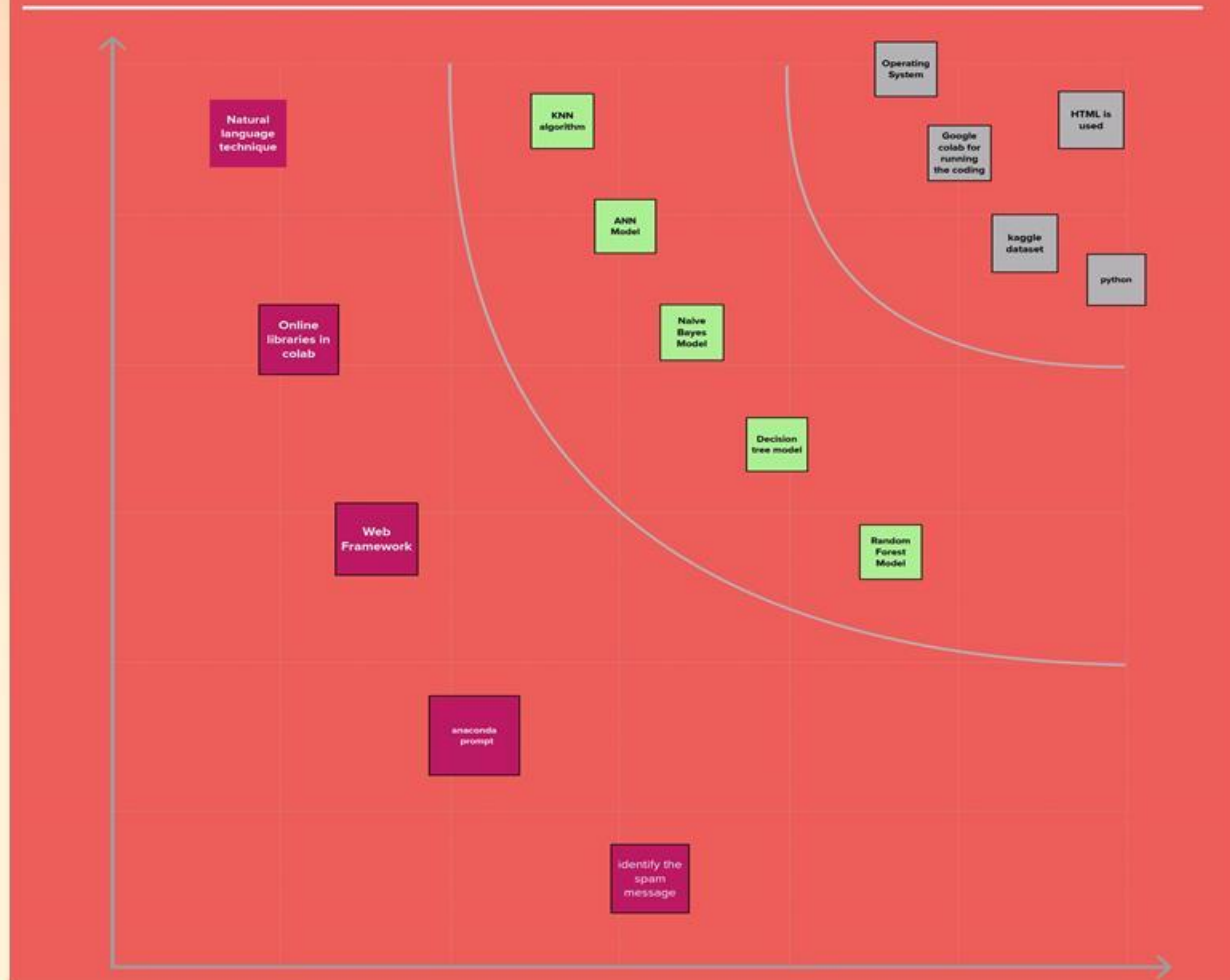 Operating
System
Natural
language
technique
KNN
algorithm
HTML is
used
Google
colab for
running
the coding
ANN
Model
kaggle
dataset
python
Online
libraries in
colab
Naive
Bayes
Model
Decision
tree model
Web
Framework
Random
Forest
Model
anaconda
prompt
identify the
spam
message